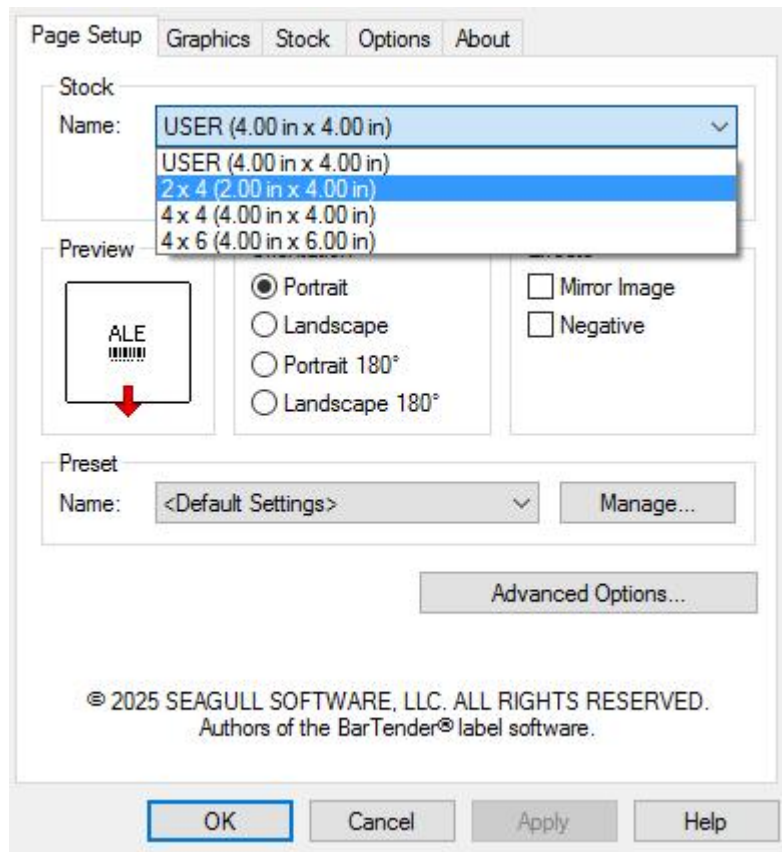 Page Setup Graphics Stock Options About
Stock
Name: USER (4.00 in x 4.00 in)
USER (4.00 in x 4.00 in)
2 x 4 (2.00 in x 4.00 in)
4 x 4 (4.00 in x 4.00 in)
4 x 6 (4.00 in x 6.00 in)
Preview
ALE
Portrait
Landscape
Portrait 180°
Landscape 180°
Mirror Image
Negative
Preset
Name: <Default Settings> Manage...
Advanced Options...
© 2025 SEAGULL SOFTWARE, LLC. ALL RIGHTS RESERVED.
Authors of the BarTender® label software.
OK Cancel Apply Help